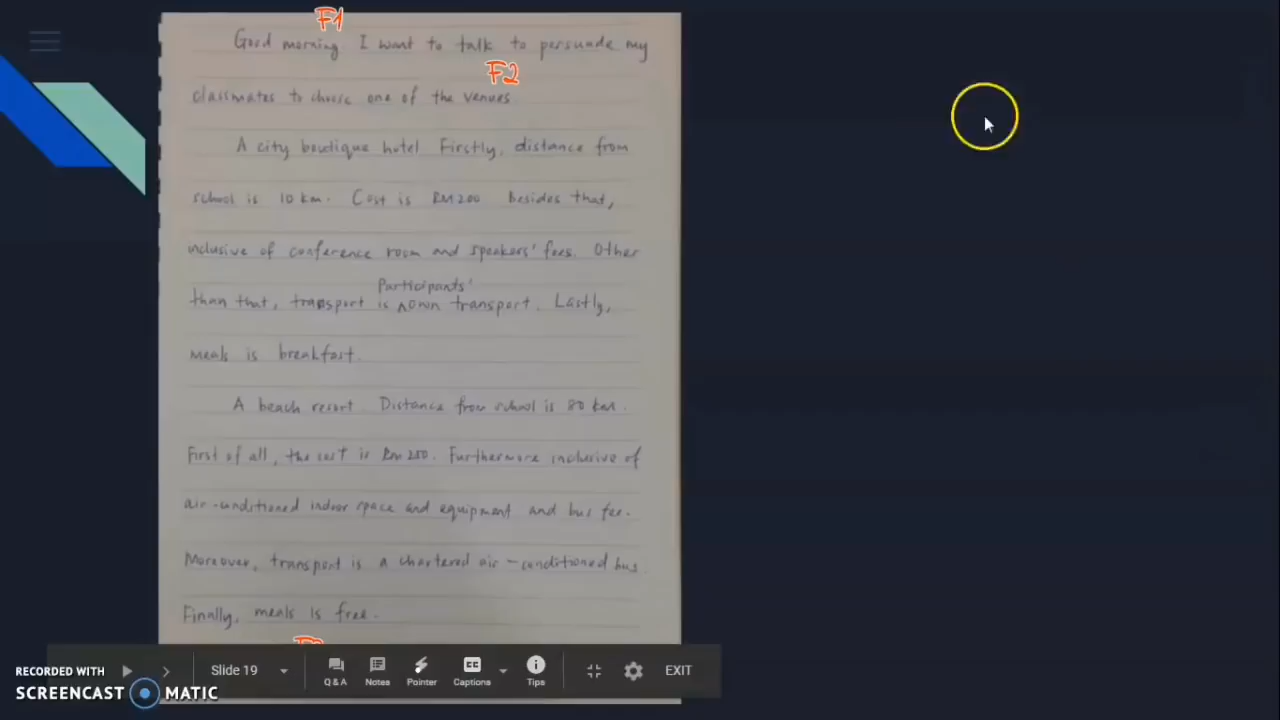 F1
Good morning. I want to talk to persuade my
F2
classmates to choose one of the venues
A city boutique hotel. Firstly, distance from
school is 10 km. Cost is RM200 besides that,
inclusive of conference room and speakers' fees. Other
Participants'
than that, transport is ^ own transport. Lastly,
meals is breakfast.
A beach resort. Distance from school is 80 km.
First of all, the cost is RM 250. Furthermore inclusive of
air-conditioned indoor space and equipment and bus fee.
Moreover, transport is a chartered air-conditioned bus.
Finally, meals is free.
Slide 19
Q & A
Notes
Pointer
Captions
Tips
EXIT
RECORDED WITH
SCREENCAST MATIC